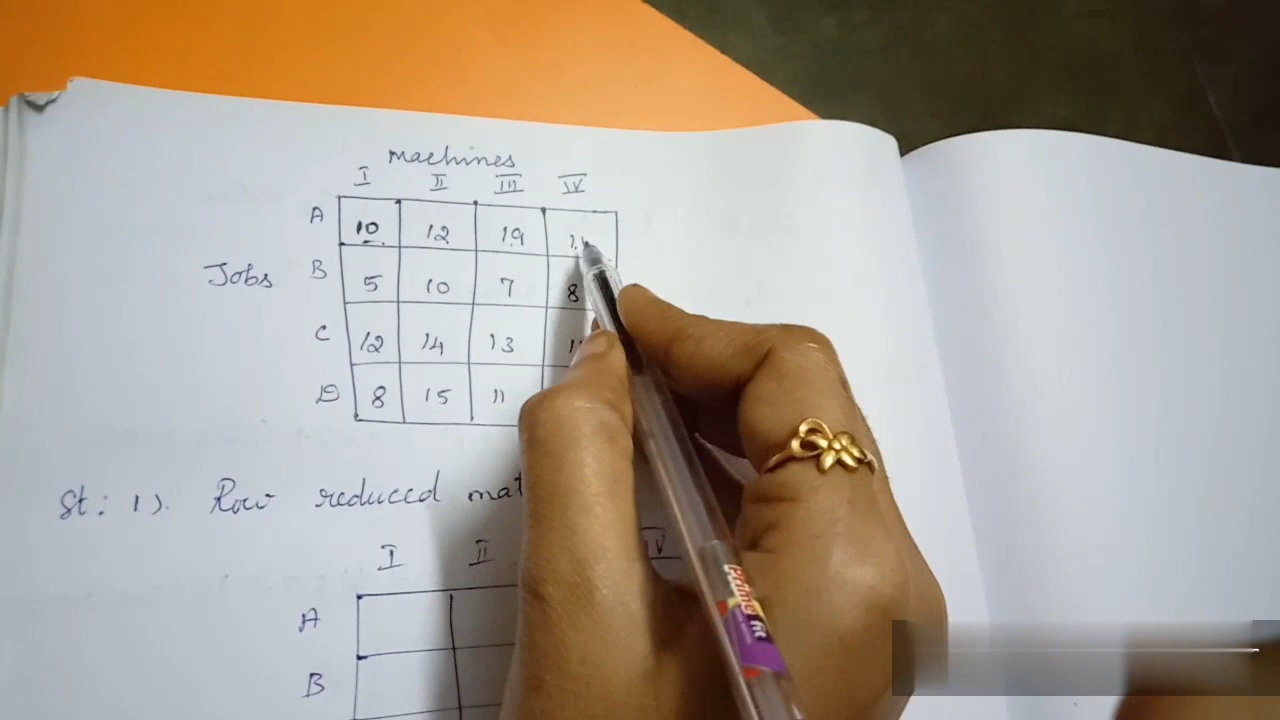 machines
I II III IV
A 10 12 19
Jobs
B 5 10 7 8
C 12 14 13
D 8 15 11
St: 1). Row reduced
I II IV
A
B